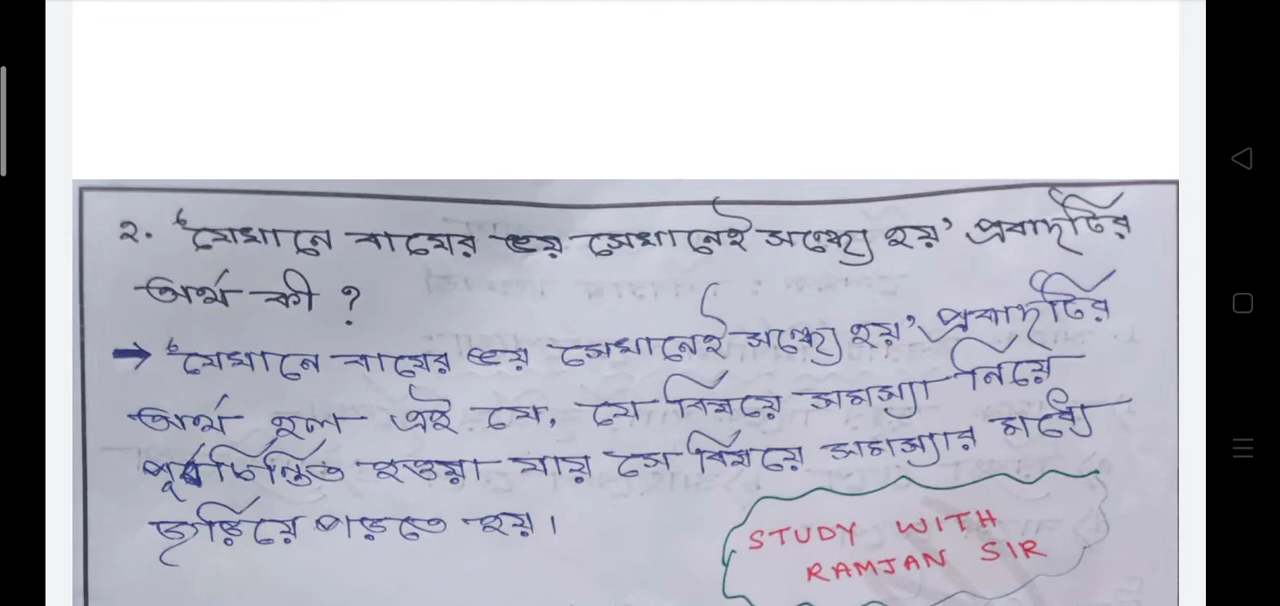 ২. 'যেখানে বাঘের ভয় সেখানেই সন্ধ্যে হয়' প্রবাদটির
অর্থ কী ?
→ 'যেখানে বাঘের ভয় সেখানেই সন্ধ্যে হয়' প্রবাদটির
অর্থ হল এই যে, যে বিষয়ে সমস্যা নিয়ে
পূর্বচিন্তিত হওয়া যায় সে বিষয়ে সমস্যার মধ্যে
জড়িয়ে পড়তে হয়।
STUDY WITH
RAMJAN SIR